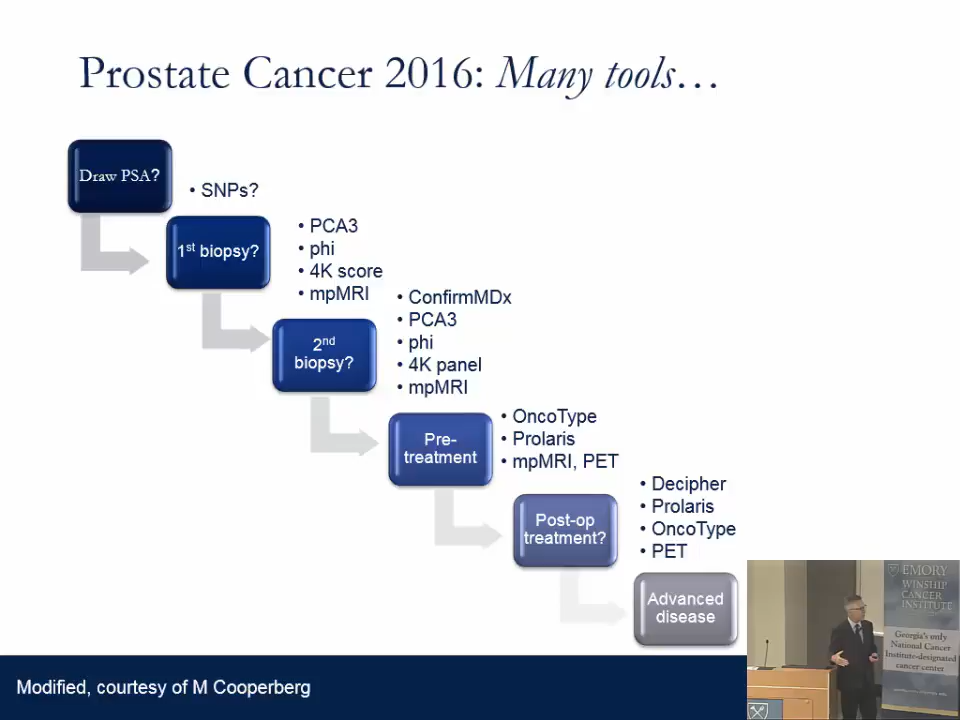 Prostate Cancer 2016: Many tools…
Draw PSA?
• SNPs?
1st biopsy?
• PCA3
• phi
• 4K score
• mpMRI
2nd
biopsy?
• ConfirmMDx
• PCA3
• phi
• 4K panel
• mpMRI
Pre-
treatment
• OncoType
• Prolaris
• mpMRI, PET
Post-op
treatment?
• Decipher
• Prolaris
• OncoType
• PET
Advanced
disease
Modified, courtesy of M Cooperberg
EMORY
WINSHIP
CANCER
INSTITUTE
Georgia's only
National Cancer
Institute-designated
cancer center